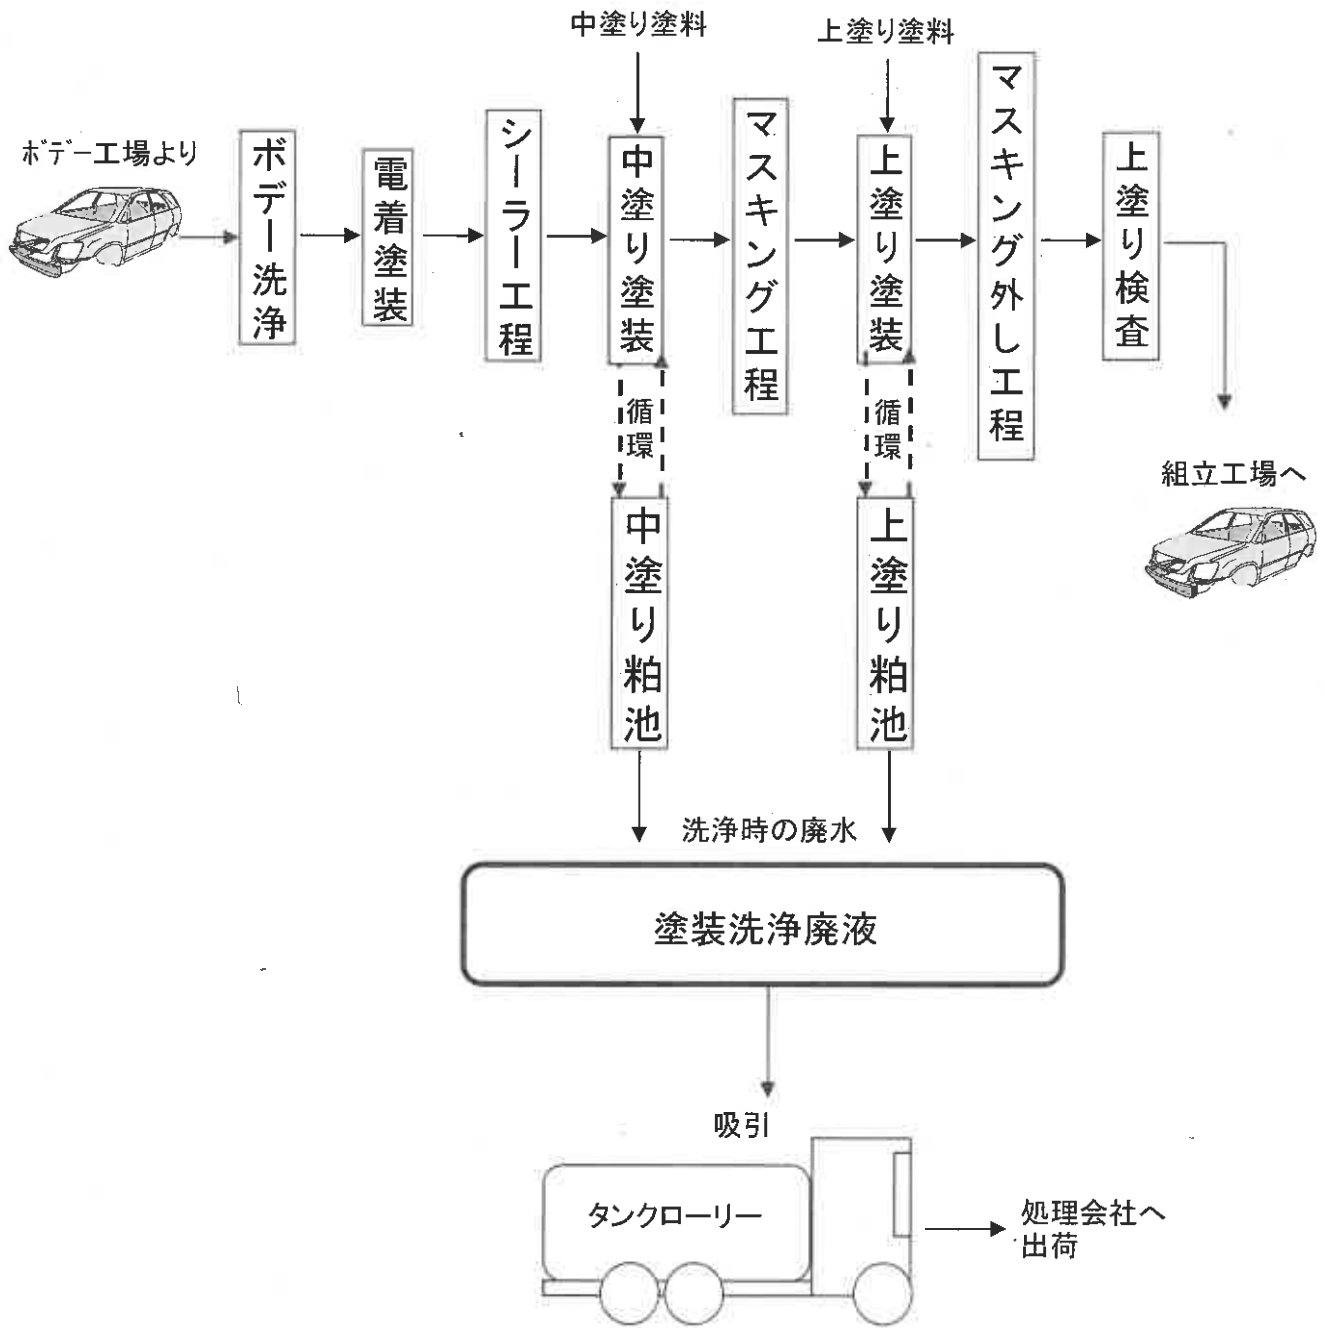 中塗り塗料
上塗り塗料
ボデー工場より
ボデー洗浄
電着塗装
シーラー工程
中塗り塗装
マスキング工程
上塗り塗装
マスキング外し工程
上塗り検査
循環
循環
組立工場へ
中塗り粕池
上塗り粕池
洗浄時の廃水
塗装洗浄廃液
吸引
タンクローリー
処理会社へ
出荷